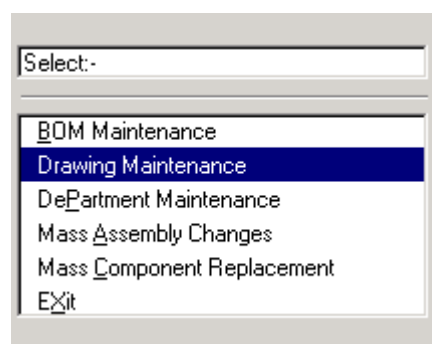 Select:-
BOM Maintenance
Drawing Maintenance
DePartment Maintenance
Mass Assembly Changes
Mass Component Replacement
EXit